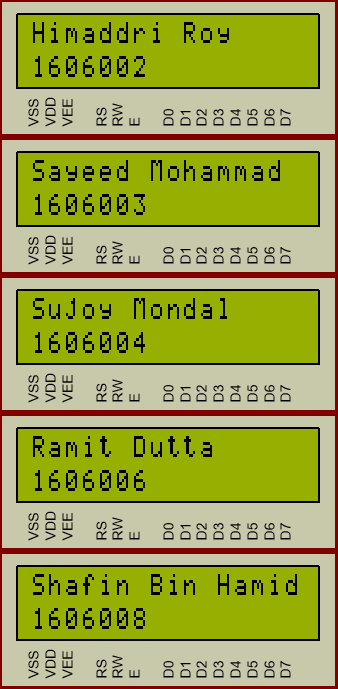 Himaddri Roy
1606002
VSS VDD VEE RS RW E D0 D1 D2 D3 D4 D5 D6 D7
Sayeed Mohammad
1606003
VSS VDD VEE RS RW E D0 D1 D2 D3 D4 D5 D6 D7
SuJoy Mondal
1606004
VSS VDD VEE RS RW E D0 D1 D2 D3 D4 D5 D6 D7
Ramit Dutta
1606006
VSS VDD VEE RS RW E D0 D1 D2 D3 D4 D5 D6 D7
Shafin Bin Hamid
1606008
VSS VDD VEE RS RW E D0 D1 D2 D3 D4 D5 D6 D7